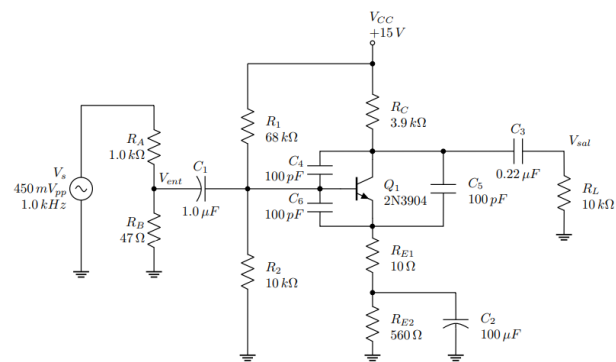 V_CC
+15 V
R_1
68 kΩ
R_C
3.9 kΩ
C_3
0.22 μF
V_sal
R_A
1.0 kΩ
C_4
100 pF
V_s
450 mV_pp
1.0 kHz
V_ent
C_1
1.0 μF
Q_1
2N3904
C_5
100 pF
R_L
10 kΩ
C_6
100 pF
R_B
47 Ω
R_2
10 kΩ
R_E1
10 Ω
R_E2
560 Ω
C_2
100 μF